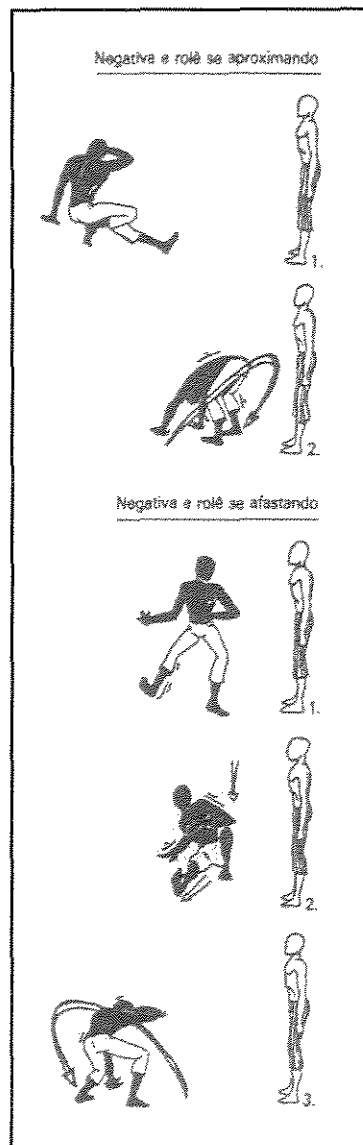 Negativa e rolê se aproximando
1.
2.
Negativa e rolê se afastando
1.
2.
3.